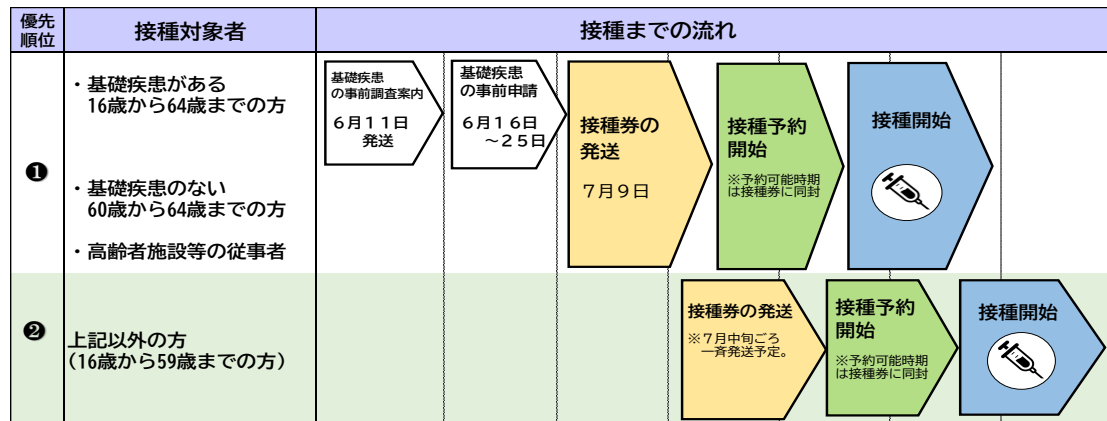 優先
順位
接種対象者
接種までの流れ
❶
・基礎疾患がある
16歳から64歳までの方
・基礎疾患のない
60歳から64歳までの方
・高齢者施設等の従事者
基礎疾患
の事前調査案内
６月１１日
発送
基礎疾患
の事前申請
６月１６日
～２５日
接種券の
発送
７月９日
接種予約
開始
※予約可能時期
は接種券に同封
接種開始
❷
上記以外の方
(16歳から59歳までの方)
接種券の発送
※７月中旬ごろ
一斉発送予定。
接種予約
開始
※予約可能時期
は接種券に同封
接種開始